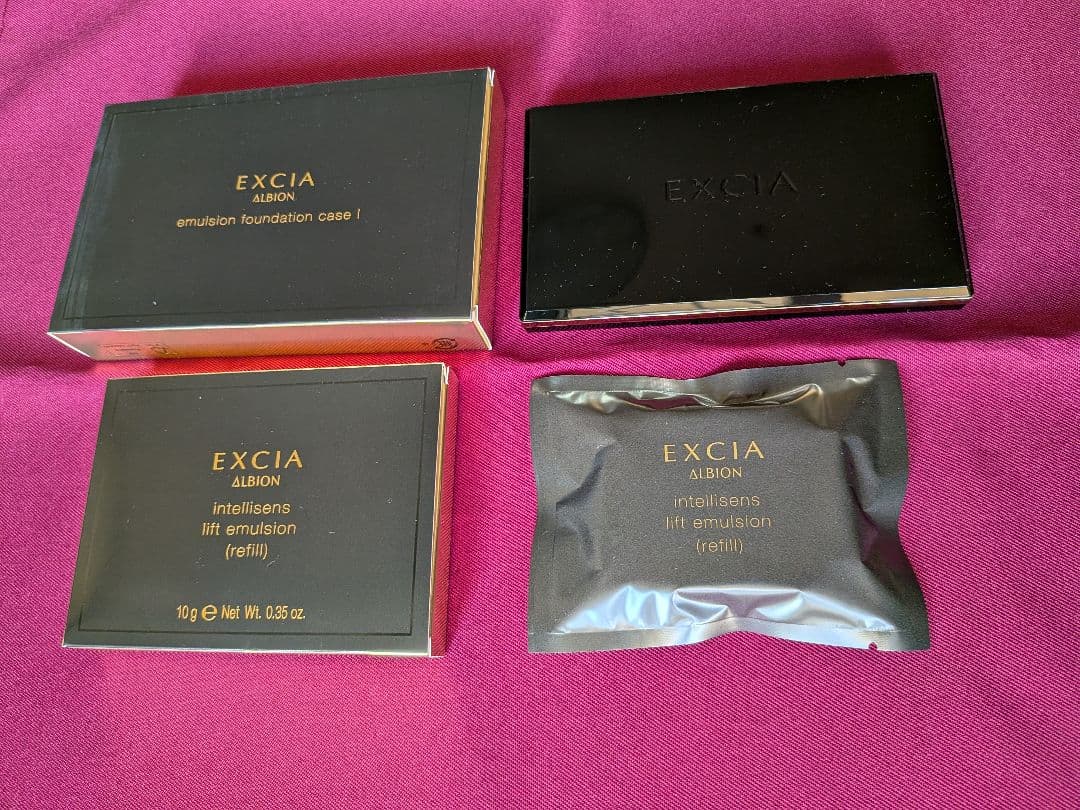 EXCIA
ALBION
emulsion foundation case I
EXCIA
EXCIA
ALBION
intellisens
lift emulsion
(refill)
10 g ℮ Net Wt. 0.35 oz.
EXCIA
ALBION
intellisens
lift emulsion
(refill)